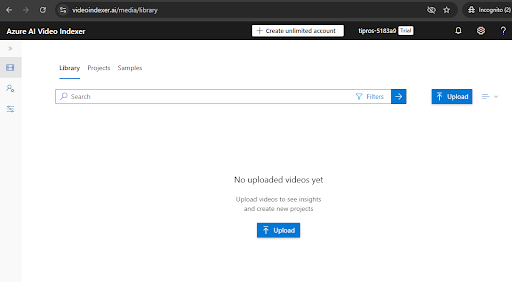 videoindexer.ai/media/library
Incognito (2)
Azure AI Video Indexer
+ Create unlimited account
tipros-5163a9 Trial
?
Library Projects Samples
Search
Filters
Upload
No uploaded videos yet
Upload videos to see insights
and create new projects
Upload